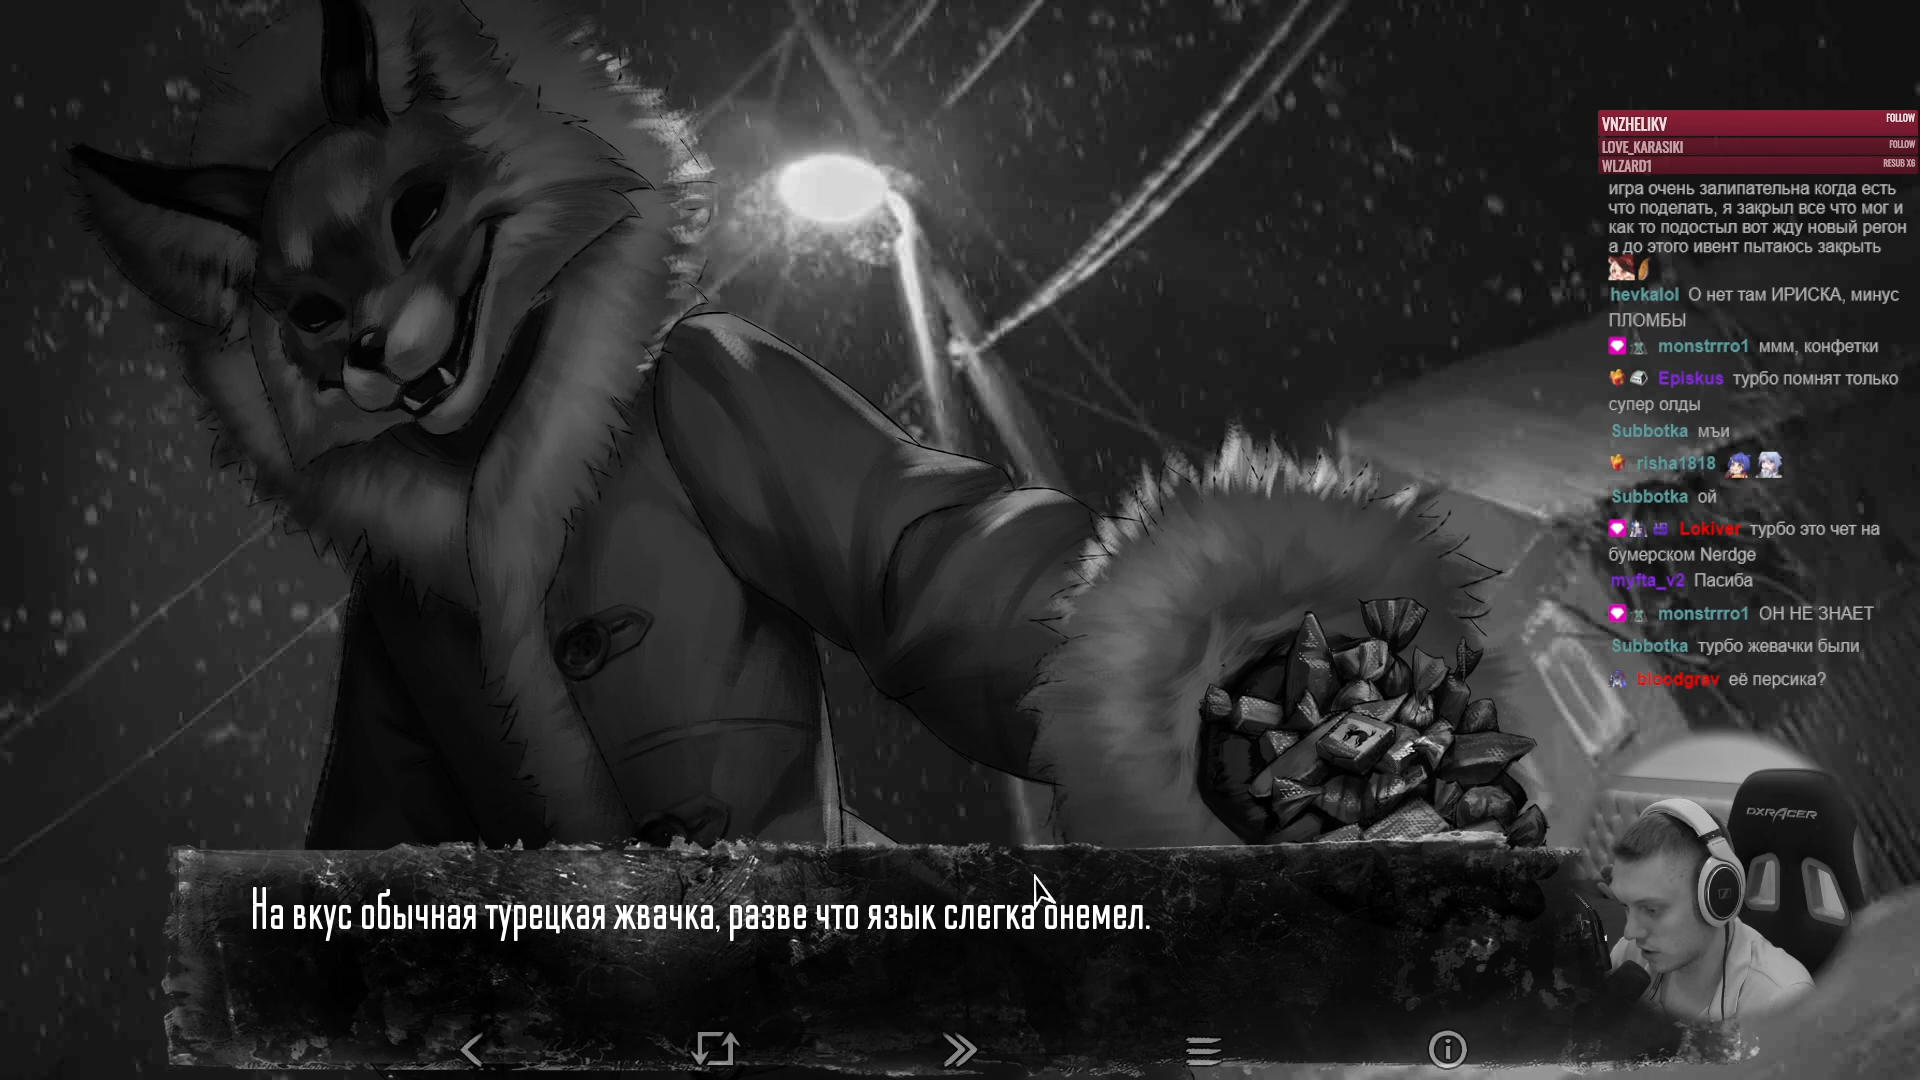 VNZHELIKV FOLLOW
LOVE_KARASIKI FOLLOW
WLZARD1 RESUB X6
игра очень залипательна когда есть
что поделать, я закрыл все что мог и
как то подостыл вот жду новый регон
а до этого ивент пытаюсь закрыть
hevkalol О нет там ИРИСКА, минус
ПЛОМБЫ
monstrrro1 ммм, конфетки
Episkus турбо помнят только
супер олды
Subbotka мъи
risha1818
Subbotka ой
Lokiver турбо это чет на
бумерском Nerdge
myfta_v2 Пасиба
monstrrro1 ОН НЕ ЗНАЕТ
Subbotka турбо жевачки были
bloodgrav её персика?
DXRACER
На вкус обычная турецкая жвачка, разве что язык слегка онемел.